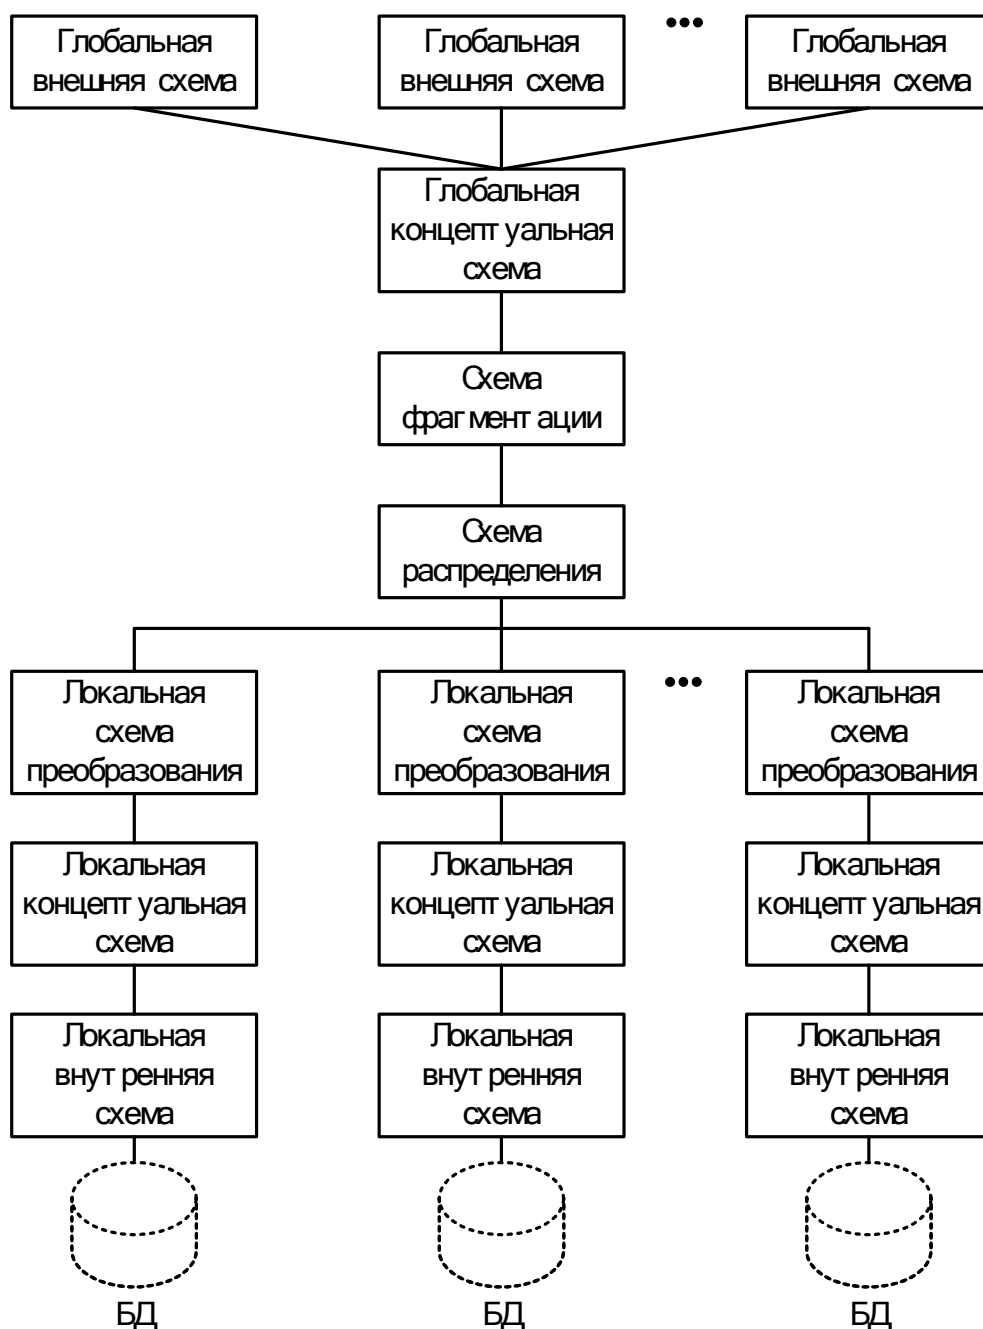 Глобальная
внешняя схема
Глобальная
внешняя схема
•••
Глобальная
внешняя схема
Глобальная
концептуальная
схема
Схема
фрагментации
Схема
распределения
Локальная
схема
преобразования
Локальная
схема
преобразования
•••
Локальная
схема
преобразования
Локальная
концептуальная
схема
Локальная
концептуальная
схема
Локальная
концептуальная
схема
Локальная
внутренняя
схема
Локальная
внутренняя
схема
Локальная
внутренняя
схема
БД
БД
БД